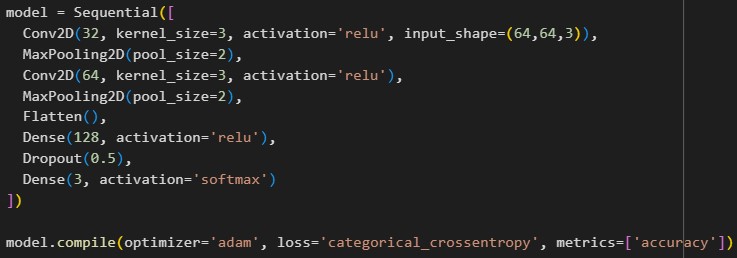 model = Sequential([
  Conv2D(32, kernel_size=3, activation='relu', input_shape=(64,64,3)),
  MaxPooling2D(pool_size=2),
  Conv2D(64, kernel_size=3, activation='relu'),
  MaxPooling2D(pool_size=2),
  Flatten(),
  Dense(128, activation='relu'),
  Dropout(0.5),
  Dense(3, activation='softmax')
])
model.compile(optimizer='adam', loss='categorical_crossentropy', metrics=['accuracy'])